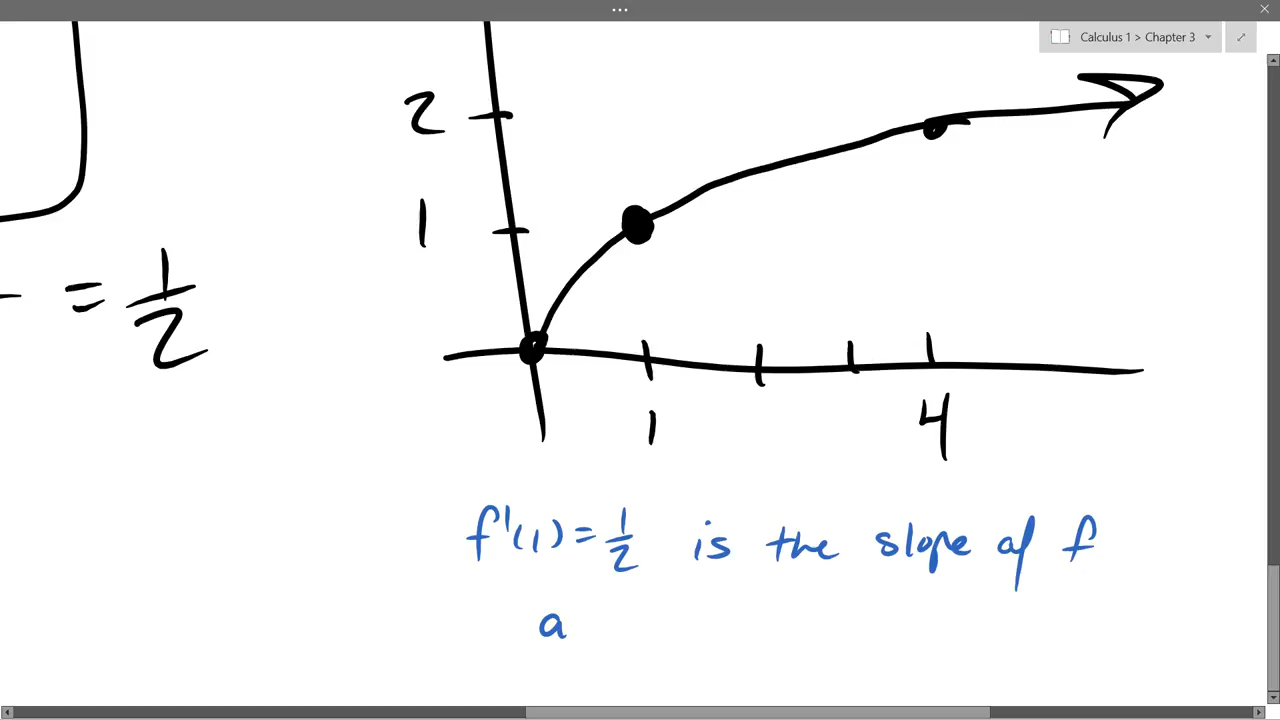 Calculus 1 > Chapter 3
2
1
= 1/2
1 4
f'(1) = 1/2 is the slope of f
a